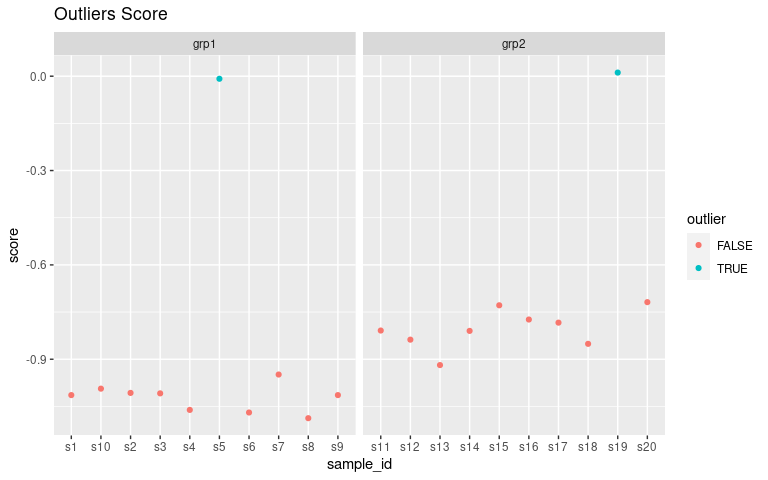 Outliers Score
grp1 grp2
0.0
-0.3
-0.6
-0.9
score
s1 s10 s2 s3 s4 s5 s6 s7 s8 s9 s11 s12 s13 s14 s15 s16 s17 s18 s19 s20
sample_id
outlier
FALSE
TRUE